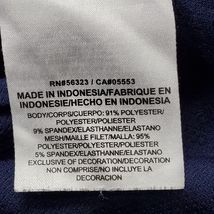 RN#56323 / CA#05553
MADE IN INDONESIA/FABRIQUE EN
INDONESIE/HECHO EN INDONESIA
BODY/CORPS/CUERPO: 91% POLYESTER/
POLYESTER/POLIESTER
9% SPANDEX/ELASTHANNE/ELASTANO
MESH/MAILLE FILET/MALLA: 95%
POLYESTER/POLYESTER/POLIESTER
5% SPANDEX/ELASTHANNE/ELASTANO
EXCLUSIVE OF DECORATION/DECORATION
NON COMPRISE/NO INCLUYE LA
DECORACION